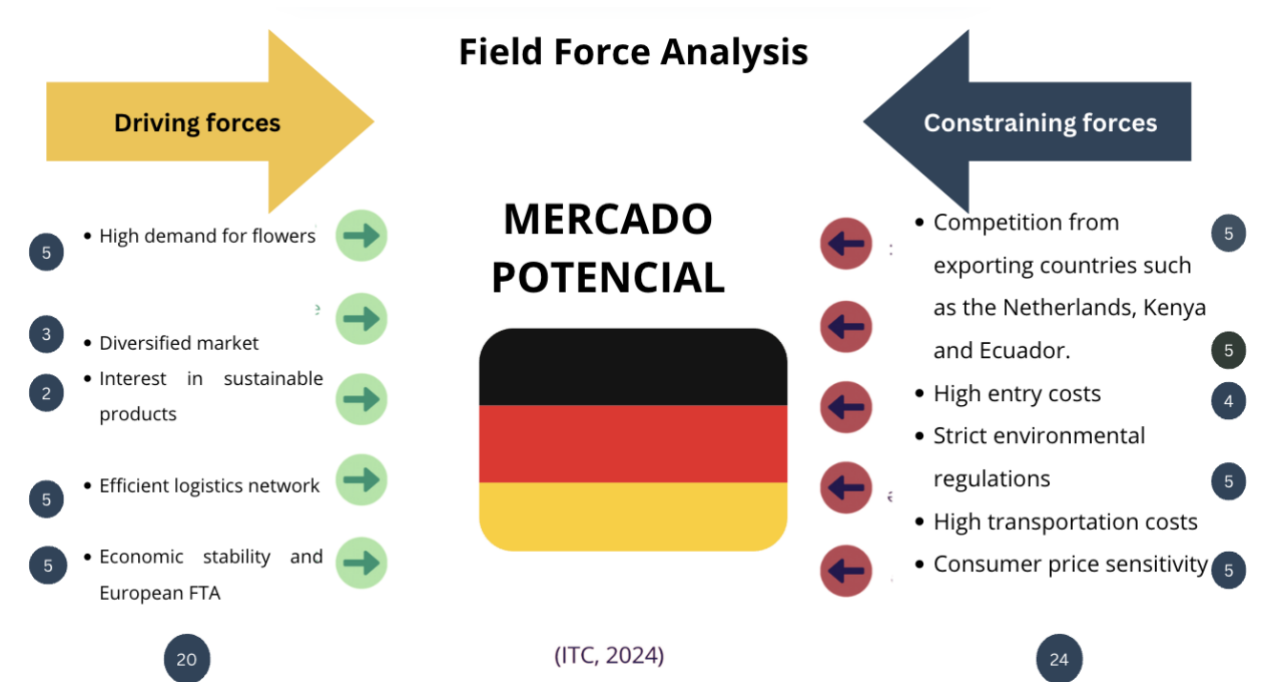 Field Force Analysis
Driving forces
Constraining forces
MERCADO
POTENCIAL
5
• High demand for flowers
3
• Diversified market
2
• Interest in sustainable
products
5
• Efficient logistics network
5
• Economic stability and
European FTA
20
• Competition from
5
exporting countries such
as the Netherlands, Kenya
and Ecuador.
5
• High entry costs
4
• Strict environmental
regulations
5
• High transportation costs
• Consumer price sensitivity
5
24
(ITC, 2024)